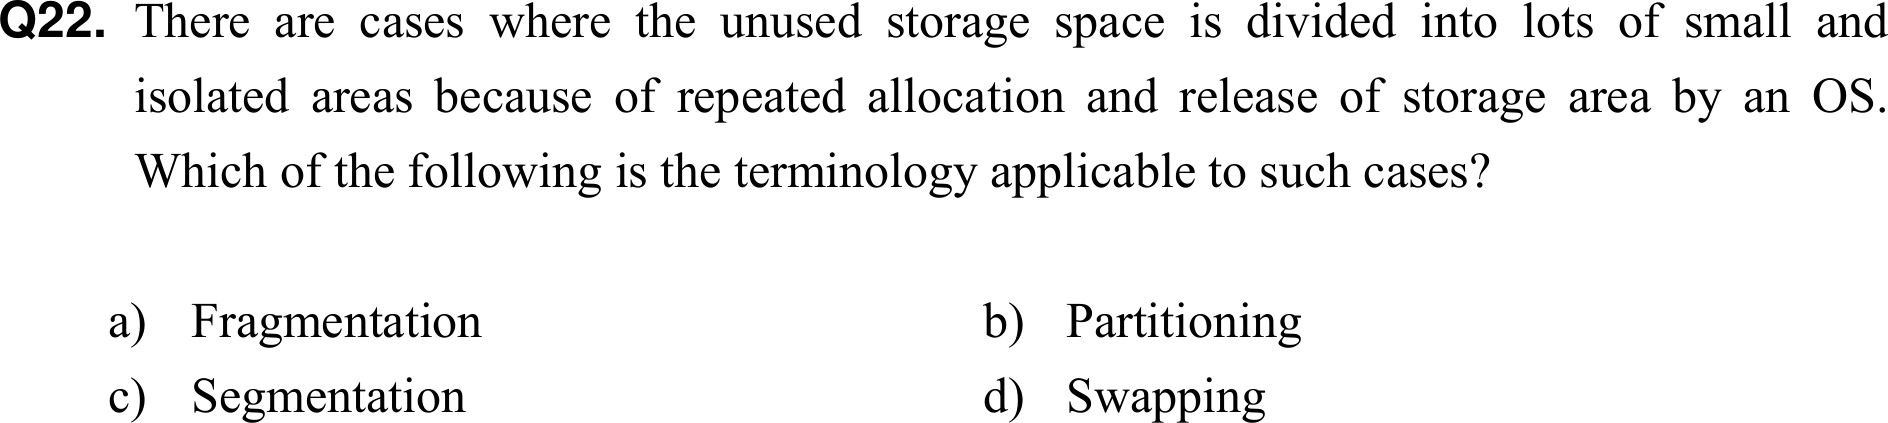 Q22. There are cases where the unused storage space is divided into lots of small and
isolated areas because of repeated allocation and release of storage area by an OS.
Which of the following is the terminology applicable to such cases?
a) Fragmentation b) Partitioning
c) Segmentation d) Swapping